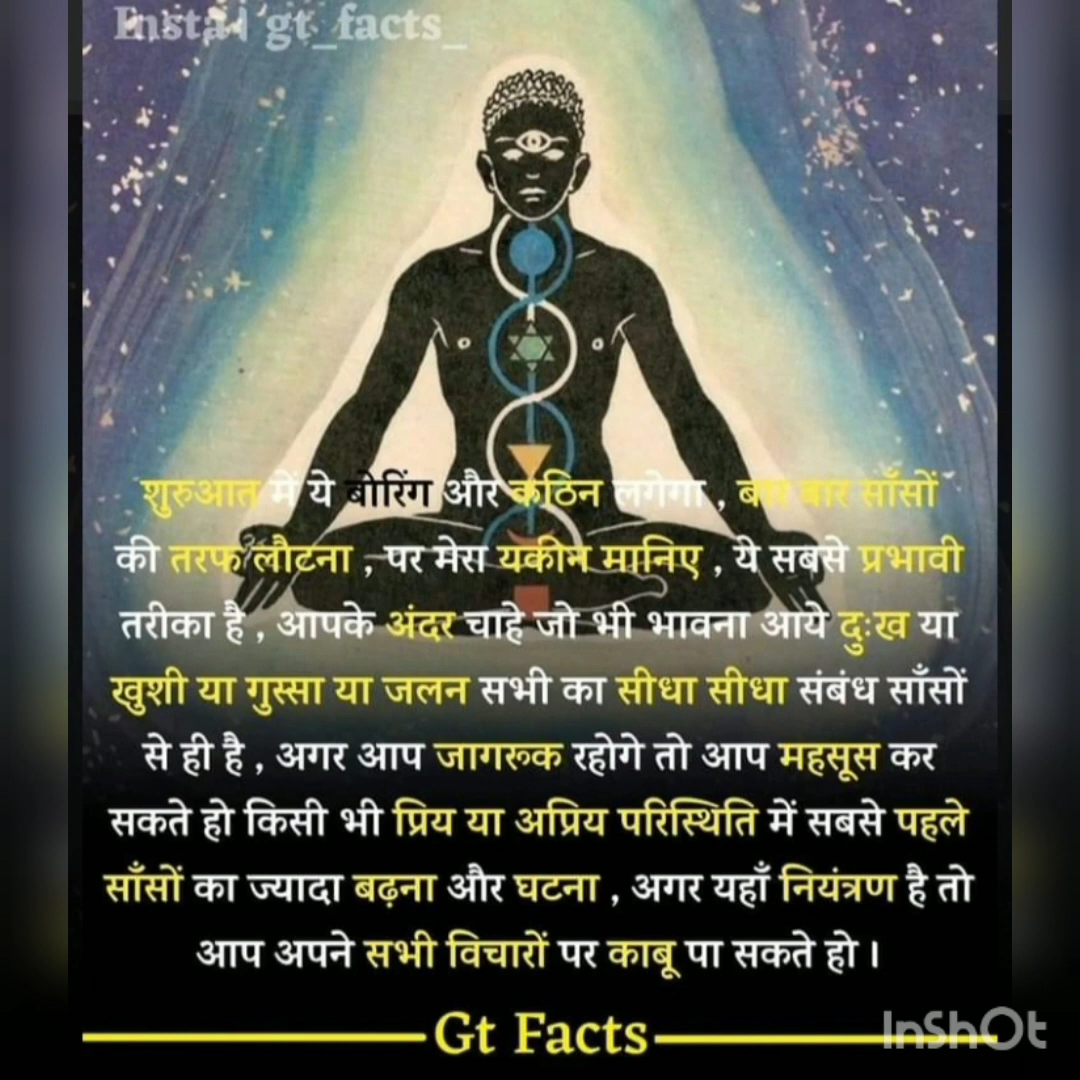 Insta / gt_facts_
शुरुआत में ये बोरिंग और कठिन लगेगा , बार बार साँसों
की तरफ लौटना , पर मेरा यकीन मानिए , ये सबसे प्रभावी
तरीका है , आपके अंदर चाहे जो भी भावना आये दुःख या
खुशी या गुस्सा या जलन सभी का सीधा सीधा संबंध साँसों
से ही है , अगर आप जागरूक रहोगे तो आप महसूस कर
सकते हो किसी भी प्रिय या अप्रिय परिस्थिति में सबसे पहले
साँसों का ज्यादा बढ़ना और घटना , अगर यहाँ नियंत्रण है तो
आप अपने सभी विचारों पर काबू पा सकते हो ।
Gt Facts
InShOt